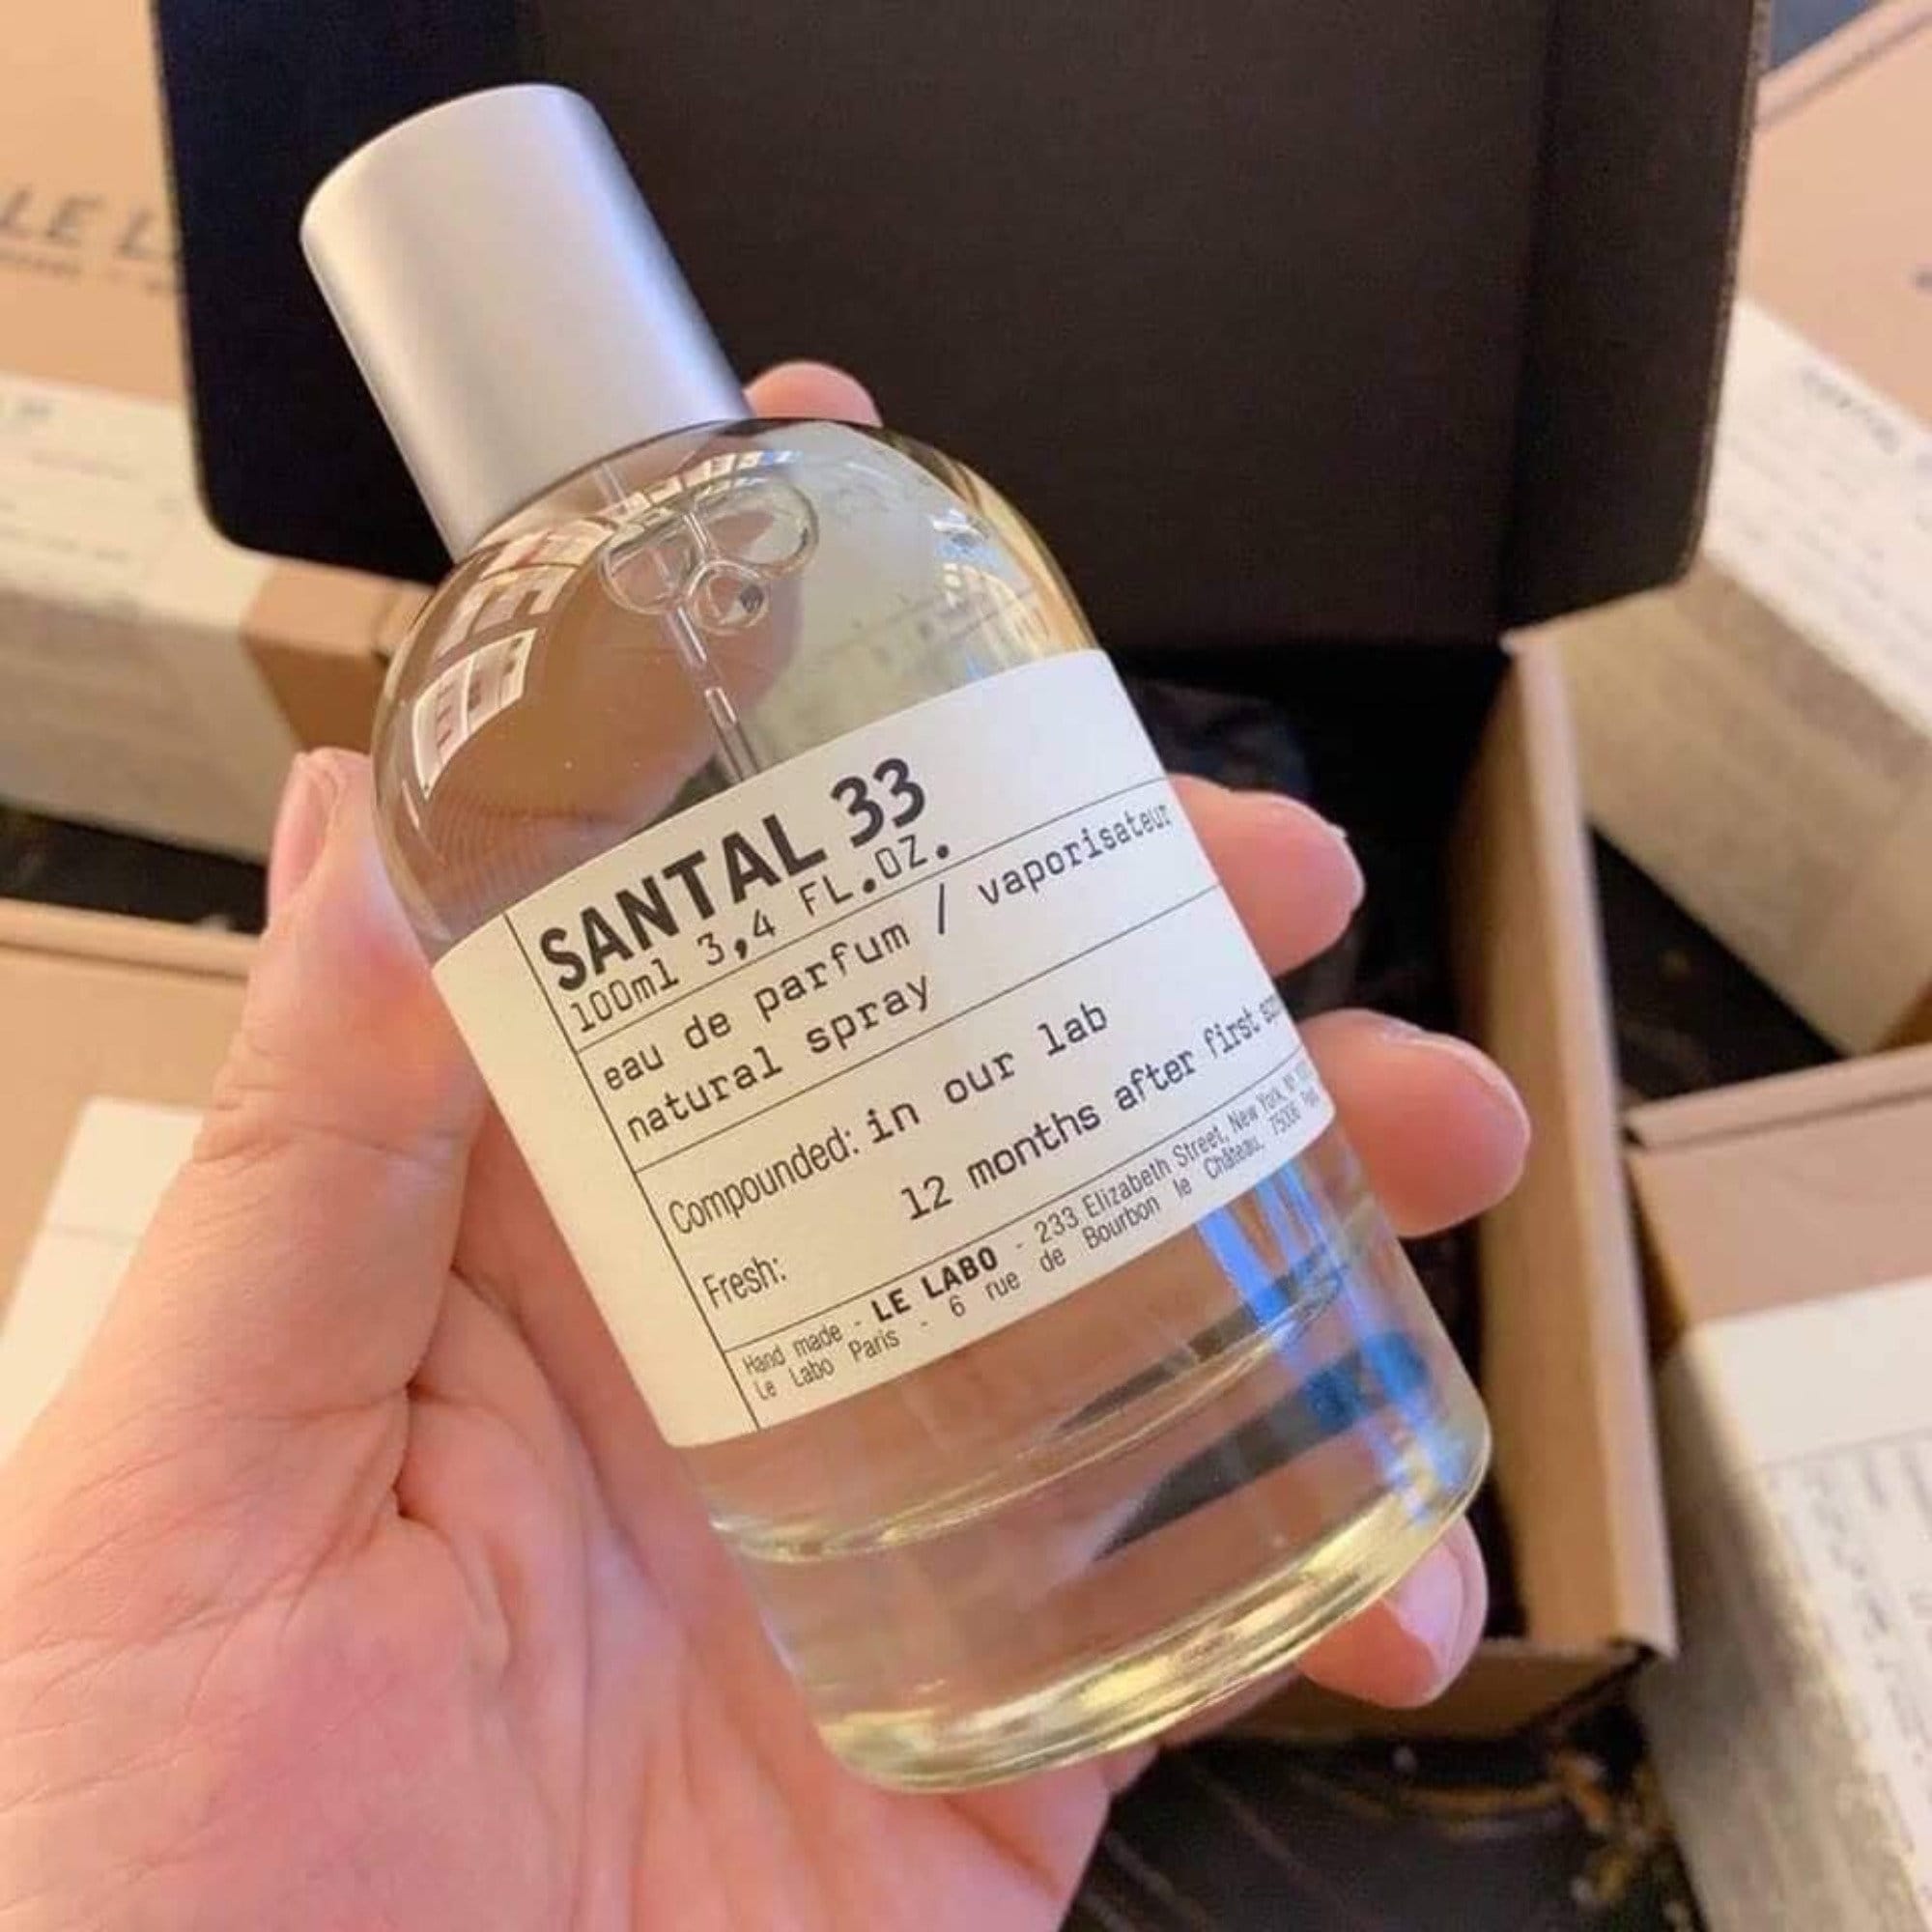 LE L
SANTAL 33
100ml 3,4 FL.OZ.
eau de parfum / vaporisateur
natural spray
Compounded: in our lab
Fresh: 12 months after first
Hand made - LE LABO - 233 Elizabeth Street, New York, NY
Le Labo Paris - 6 rue de Bourbon le Château, 75006